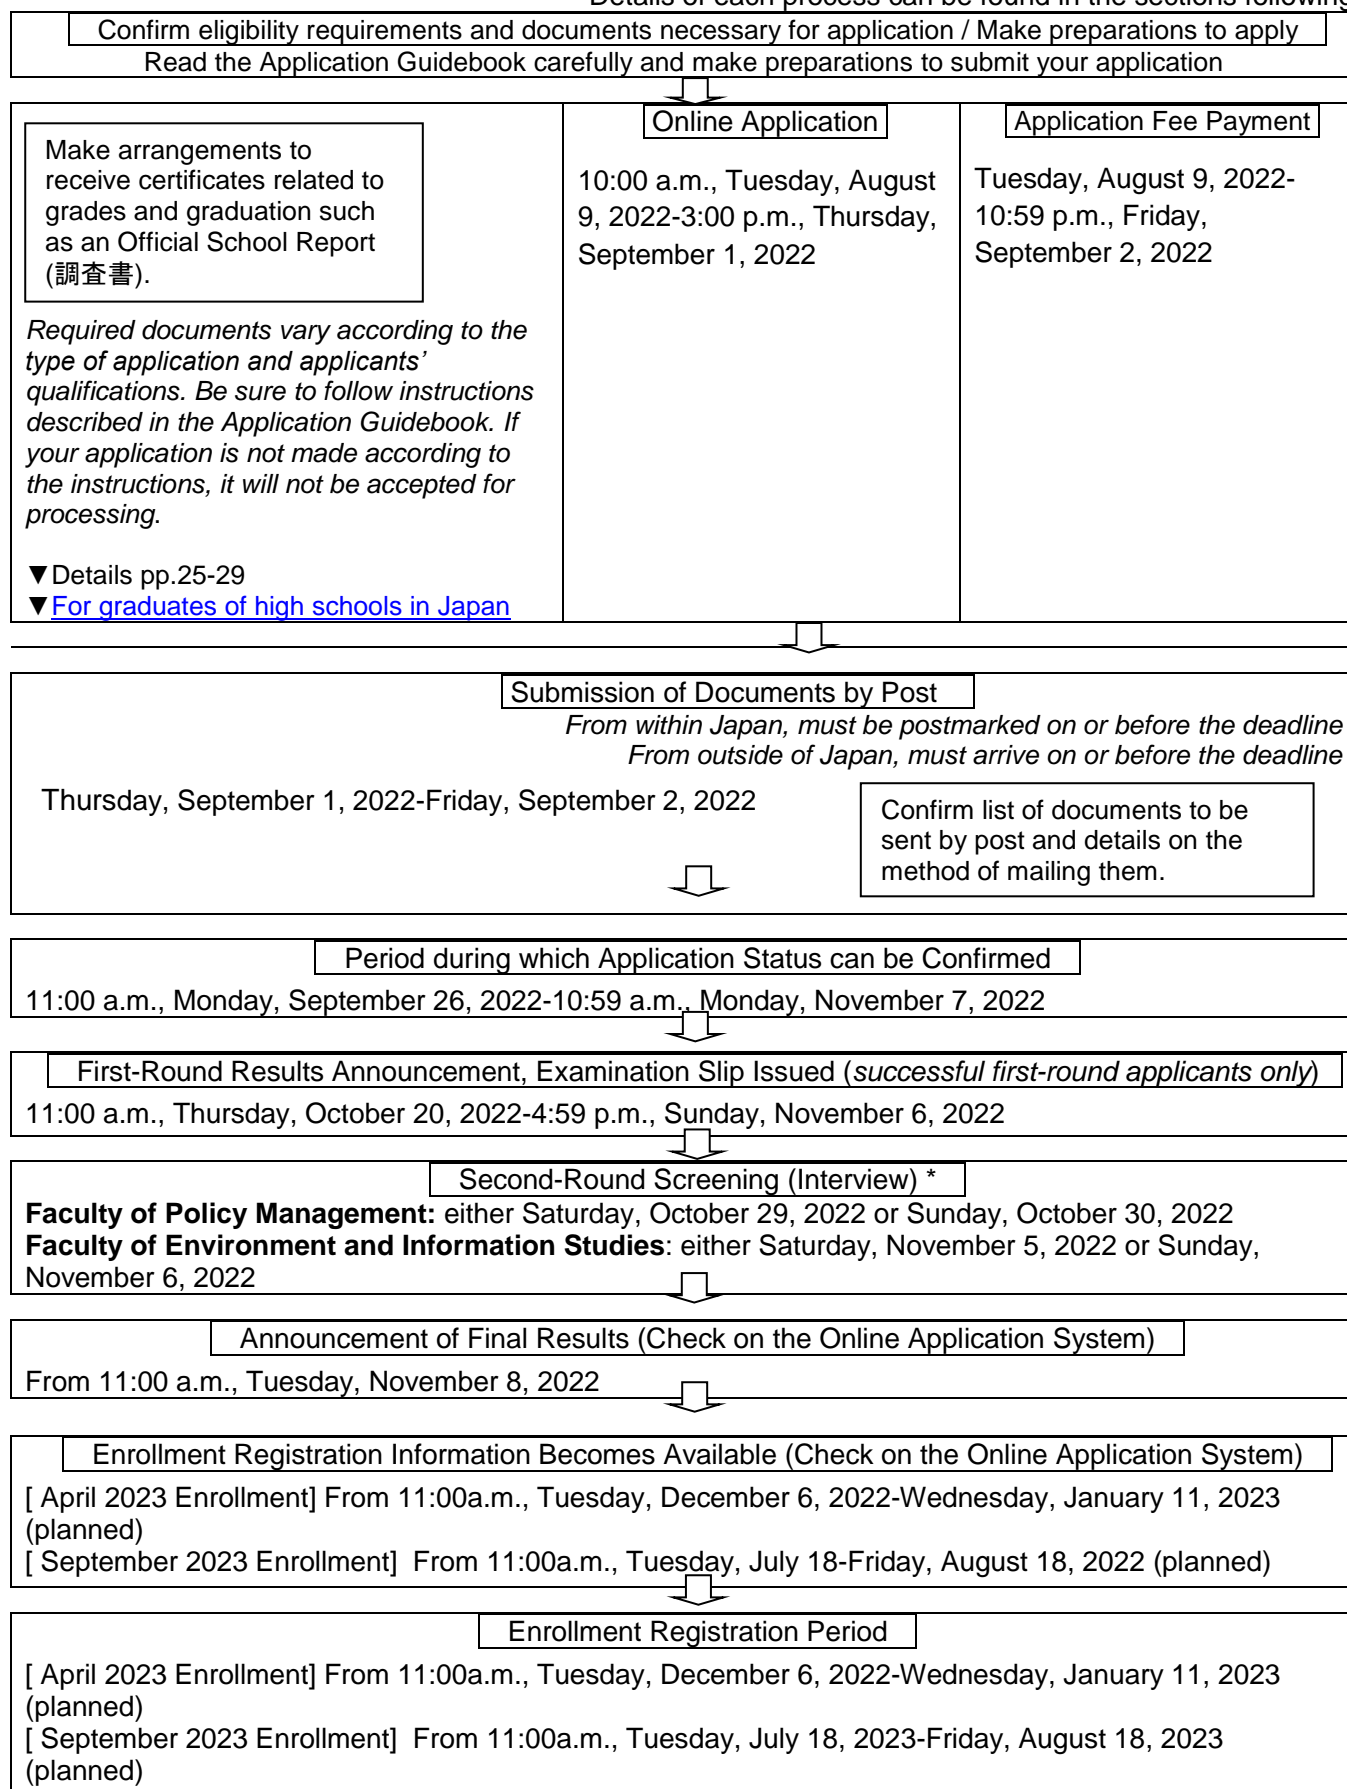 Details of each process can be found in the sections following
Confirm eligibility requirements and documents necessary for application / Make preparations to apply
Read the Application Guidebook carefully and make preparations to submit your application
Make arrangements to
receive certificates related to
grades and graduation such
as an Official School Report
(調査書).
Required documents vary according to the
type of application and applicants’
qualifications. Be sure to follow instructions
described in the Application Guidebook. If
your application is not made according to
the instructions, it will not be accepted for
processing.
▼Details pp.25-29
▼For graduates of high schools in Japan
Online Application
10:00 a.m., Tuesday, August
9, 2022-3:00 p.m., Thursday,
September 1, 2022
Application Fee Payment
Tuesday, August 9, 2022-
10:59 p.m., Friday,
September 2, 2022
Submission of Documents by Post
From within Japan, must be postmarked on or before the deadline
From outside of Japan, must arrive on or before the deadline
Thursday, September 1, 2022-Friday, September 2, 2022
Confirm list of documents to be
sent by post and details on the
method of mailing them.
Period during which Application Status can be Confirmed
11:00 a.m., Monday, September 26, 2022-10:59 a.m., Monday, November 7, 2022
First-Round Results Announcement, Examination Slip Issued (successful first-round applicants only)
11:00 a.m., Thursday, October 20, 2022-4:59 p.m., Sunday, November 6, 2022
Second-Round Screening (Interview) *
Faculty of Policy Management: either Saturday, October 29, 2022 or Sunday, October 30, 2022
Faculty of Environment and Information Studies: either Saturday, November 5, 2022 or Sunday,
November 6, 2022
Announcement of Final Results (Check on the Online Application System)
From 11:00 a.m., Tuesday, November 8, 2022
Enrollment Registration Information Becomes Available (Check on the Online Application System)
[ April 2023 Enrollment] From 11:00a.m., Tuesday, December 6, 2022-Wednesday, January 11, 2023
(planned)
[ September 2023 Enrollment] From 11:00a.m., Tuesday, July 18-Friday, August 18, 2022 (planned)
Enrollment Registration Period
[ April 2023 Enrollment] From 11:00a.m., Tuesday, December 6, 2022-Wednesday, January 11, 2023
(planned)
[ September 2023 Enrollment] From 11:00a.m., Tuesday, July 18, 2023-Friday, August 18, 2023
(planned)